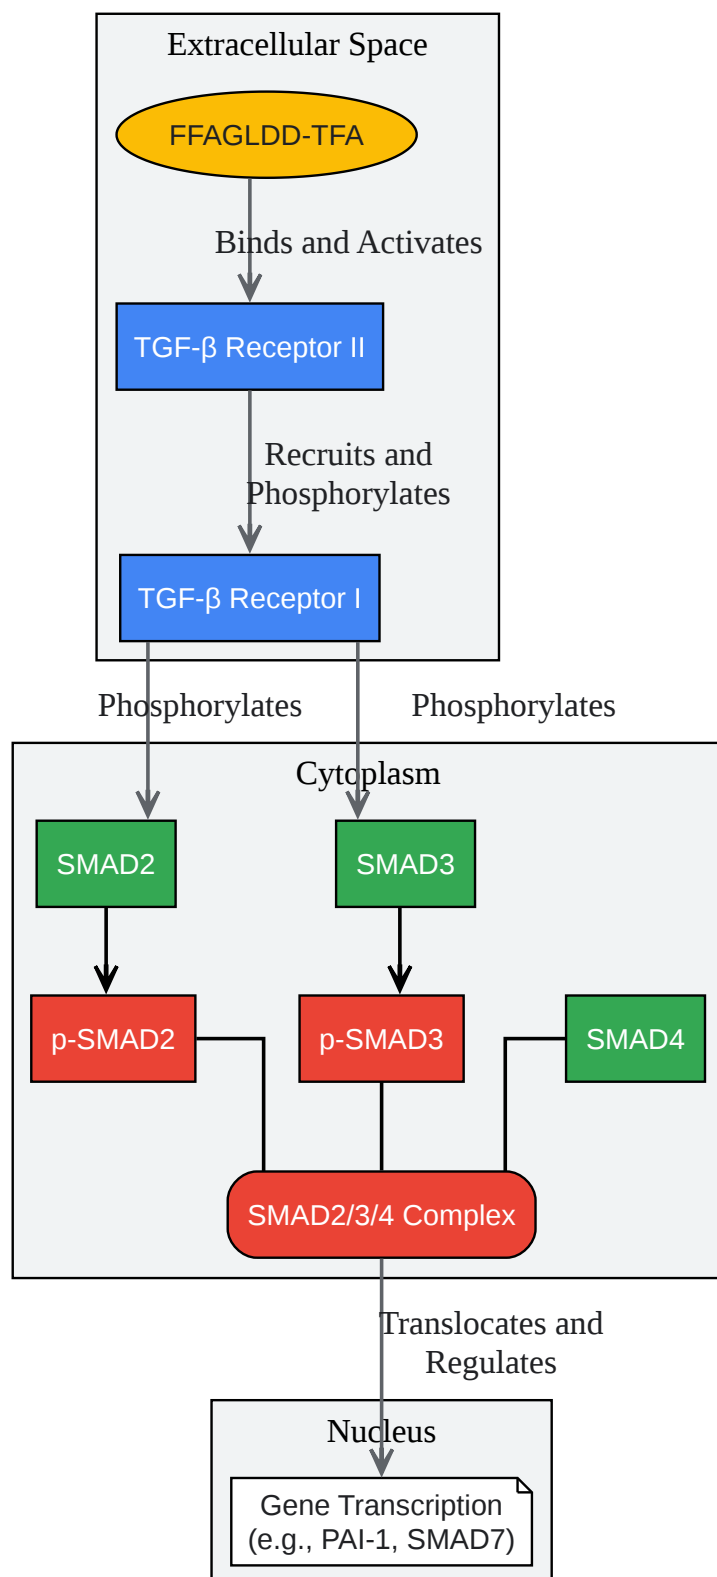 Extracellular Space
FFAGLDD-TFA
Binds and Activates
TGF-β Receptor II
Recruits and
Phosphorylates
TGF-β Receptor I
Phosphorylates
Phosphorylates
Cytoplasm
SMAD2
SMAD3
p-SMAD2
p-SMAD3
SMAD4
SMAD2/3/4 Complex
Translocates and
Regulates
Nucleus
Gene Transcription
(e.g., PAI-1, SMAD7)